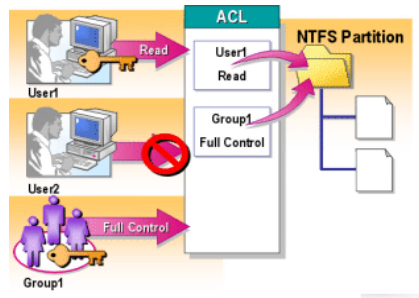 ACL
NTFS Partition
User1
Read
Read
User1
Group1
Full Control
User2
Full Control
Group1